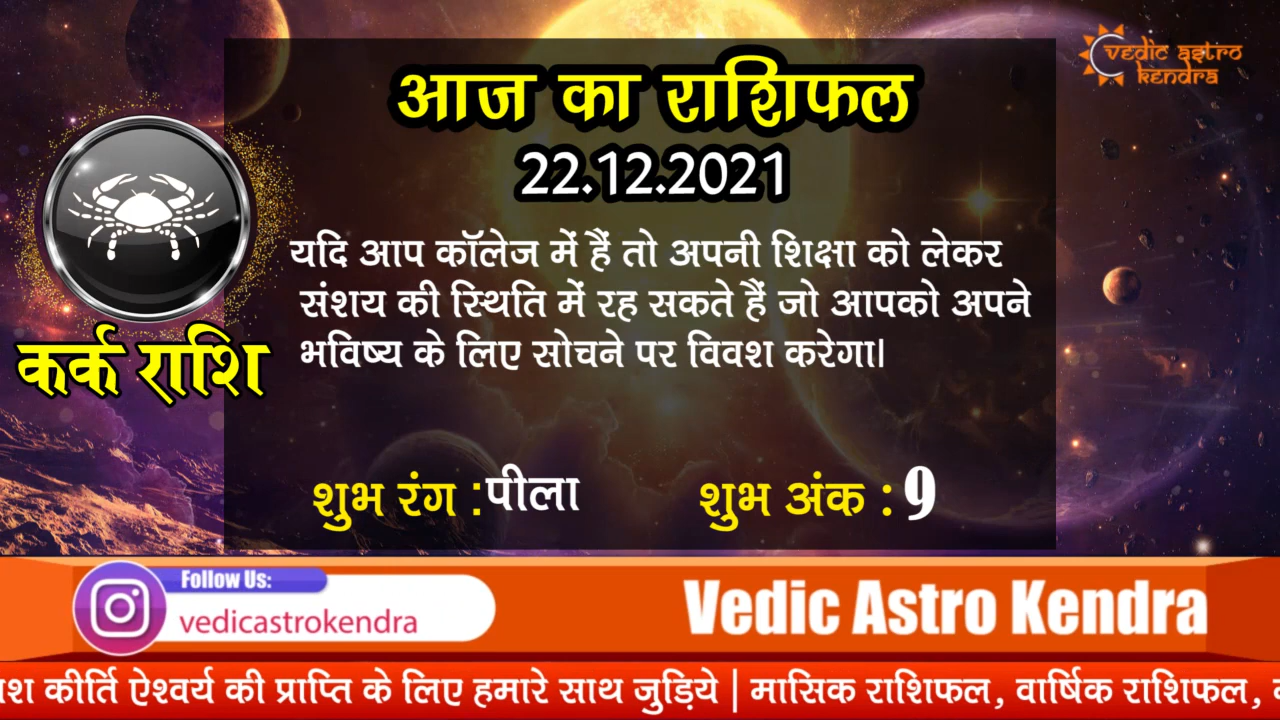 vedic astro
kendra
आज का राशिफल
22.12.2021
यदि आप कॉलेज में हैं तो अपनी शिक्षा को लेकर
संशय की स्थिति में रह सकते हैं जो आपको अपने
भविष्य के लिए सोचने पर विवश करेगा।
कर्क राशि
शुभ रंग :पीला
शुभ अंक : 9
Follow Us:
vedicastrokendra
Vedic Astro Kendra
कीर्ति ऐश्वर्य की प्राप्ति के लिए हमारे साथ जुड़िये | मासिक राशिफल, वार्षिक राशिफल,